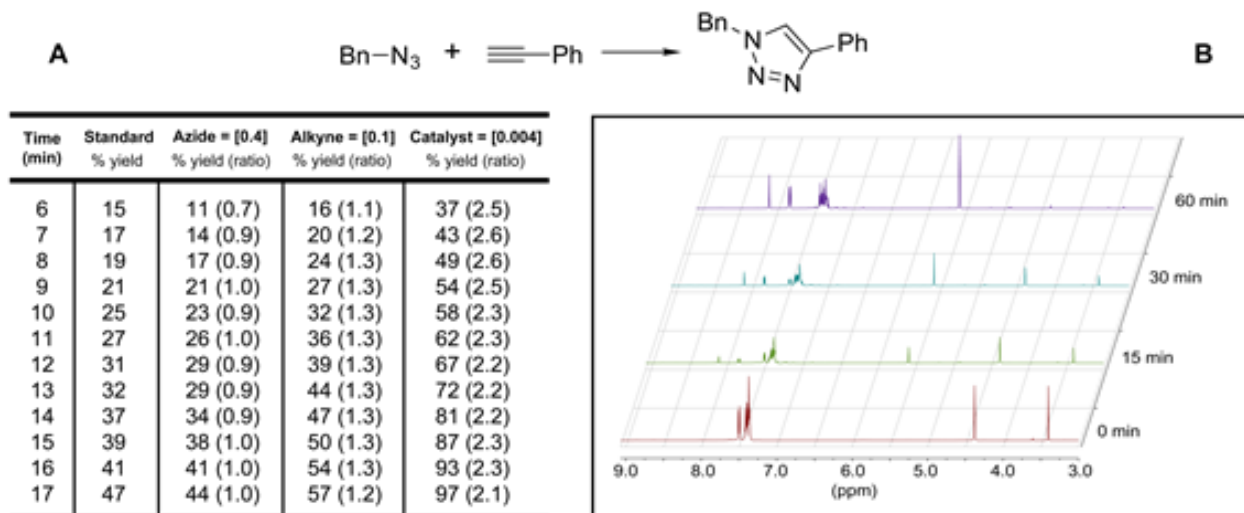 A
Bn-N3 + Ph
Bn N N=N Ph
B
Time (min) Standard % yield Azide = [0.4] % yield (ratio) Alkyne = [0.1] % yield (ratio) Catalyst = [0.004] % yield (ratio)
6 15 11 (0.7) 16 (1.1) 37 (2.5)
7 17 14 (0.9) 20 (1.2) 43 (2.6)
8 19 17 (0.9) 24 (1.3) 49 (2.6)
9 21 21 (1.0) 27 (1.3) 54 (2.5)
10 25 23 (0.9) 32 (1.3) 58 (2.3)
11 27 26 (1.0) 36 (1.3) 62 (2.3)
12 31 29 (0.9) 39 (1.3) 67 (2.2)
13 32 29 (0.9) 44 (1.3) 72 (2.2)
14 37 34 (0.9) 47 (1.3) 81 (2.2)
15 39 38 (1.0) 50 (1.3) 87 (2.3)
16 41 41 (1.0) 54 (1.3) 93 (2.3)
17 47 44 (1.0) 57 (1.2) 97 (2.1)
60 min
30 min
15 min
0 min
9.0 8.0 7.0 6.0 5.0 4.0 3.0
(ppm)